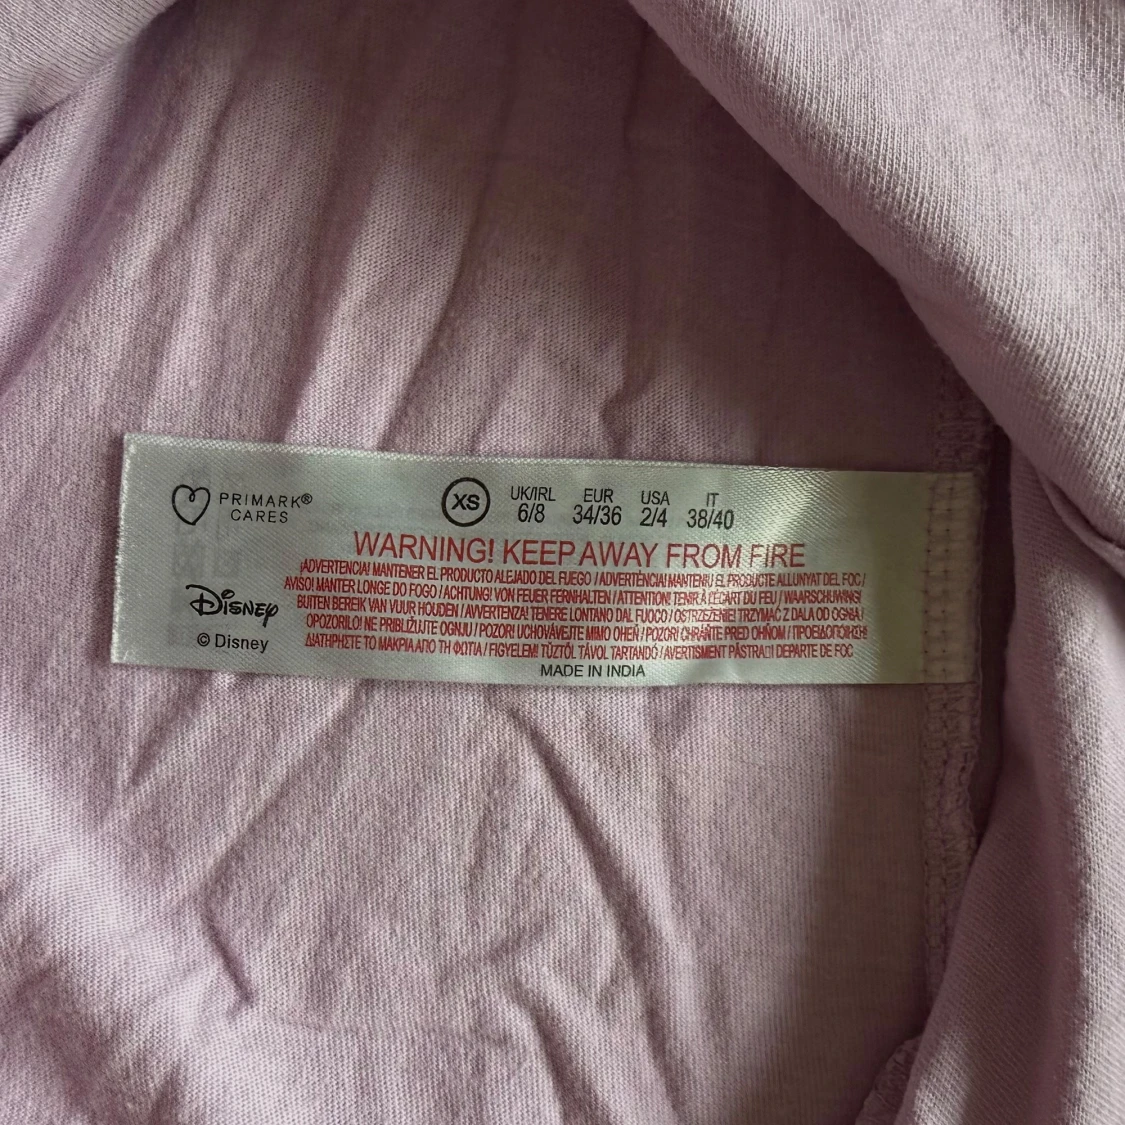 PRIMARK®
CARES
XS
UK/IRL EUR USA IT
6/8 34/36 2/4 38/40
WARNING! KEEP AWAY FROM FIRE
¡ADVERTENCIA! MANTENER EL PRODUCTO ALEJADO DEL FUEGO / ADVERTÈNCIA! MANTENIU EL PRODUCTE ALLUNYAT DEL FOC /
AVISO! MANTER LONGE DO FOGO / ACHTUNG! VON FEUER FERNHALTEN / ATTENTION! TENIR À L'ÉCART DU FEU / WAARSCHUWING!
BUITEN BEREIK VAN VUUR HOUDEN / AVVERTENZA! TENERE LONTANO DAL FUOCO / OSTRZEŻENIE! TRZYMAĆ Z DALA OD OGNIA/
OPOZORILO! NE PRIBLIŽUJTE OGNJU / POZOR! UCHOVÁVEJTE MIMO OHEŇ / POZOR! CHRÁŇTE PRED OHŇOM / ΠΡΟΕΙΔΟΠΟΙΗΣΗ!
ΔΙΑΤΗΡΗΣΤΕ ΤΟ ΜΑΚΡΙΑ ΑΠΟ ΤΗ ΦΩΤΙΑ / FIGYELEM! TŰZTŐL TÁVOL TARTANDÓ / AVERTISMENT PĂSTRAȚI DEPARTE DE FOC
MADE IN INDIA
Disney
© Disney